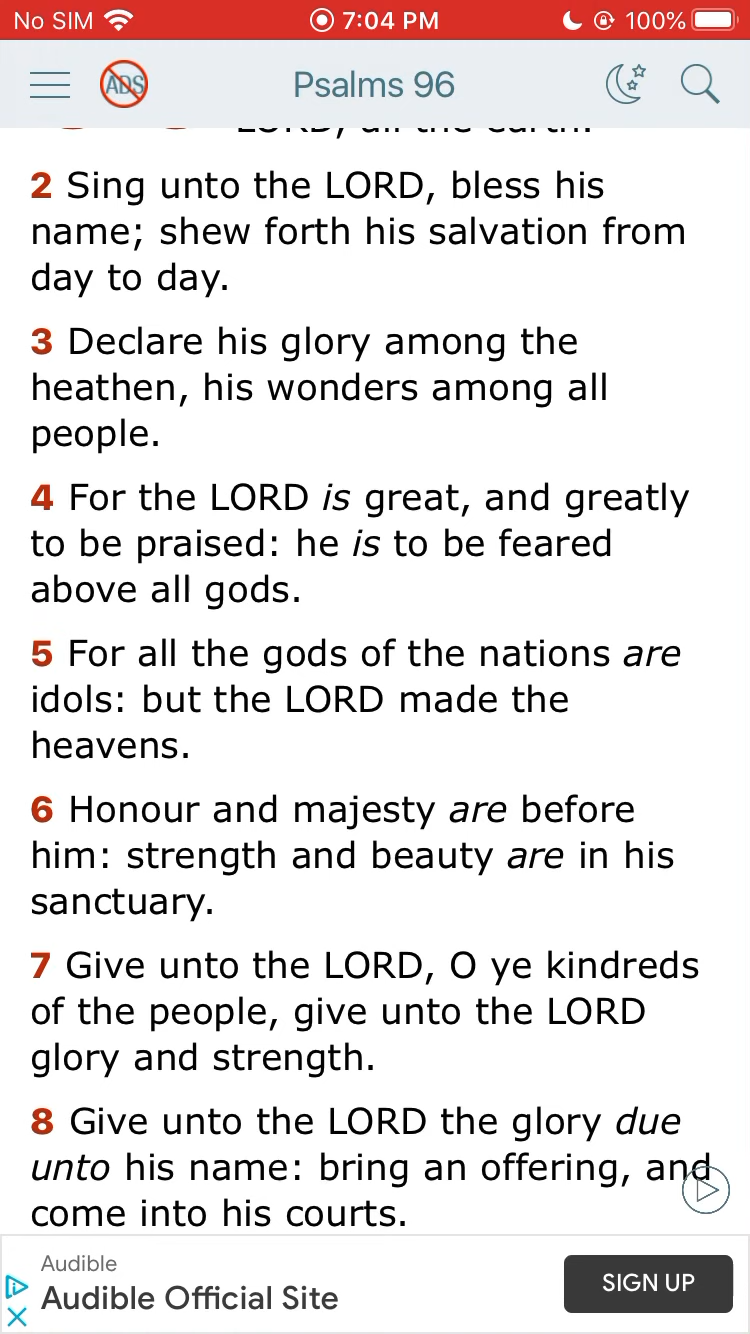 No SIM 7:04 PM 100%
ADS Psalms 96
LORD, all the earth.
2 Sing unto the LORD, bless his
name; shew forth his salvation from
day to day.
3 Declare his glory among the
heathen, his wonders among all
people.
4 For the LORD is great, and greatly
to be praised: he is to be feared
above all gods.
5 For all the gods of the nations are
idols: but the LORD made the
heavens.
6 Honour and majesty are before
him: strength and beauty are in his
sanctuary.
7 Give unto the LORD, O ye kindreds
of the people, give unto the LORD
glory and strength.
8 Give unto the LORD the glory due
unto his name: bring an offering, and
come into his courts.
Audible
Audible Official Site
SIGN UP